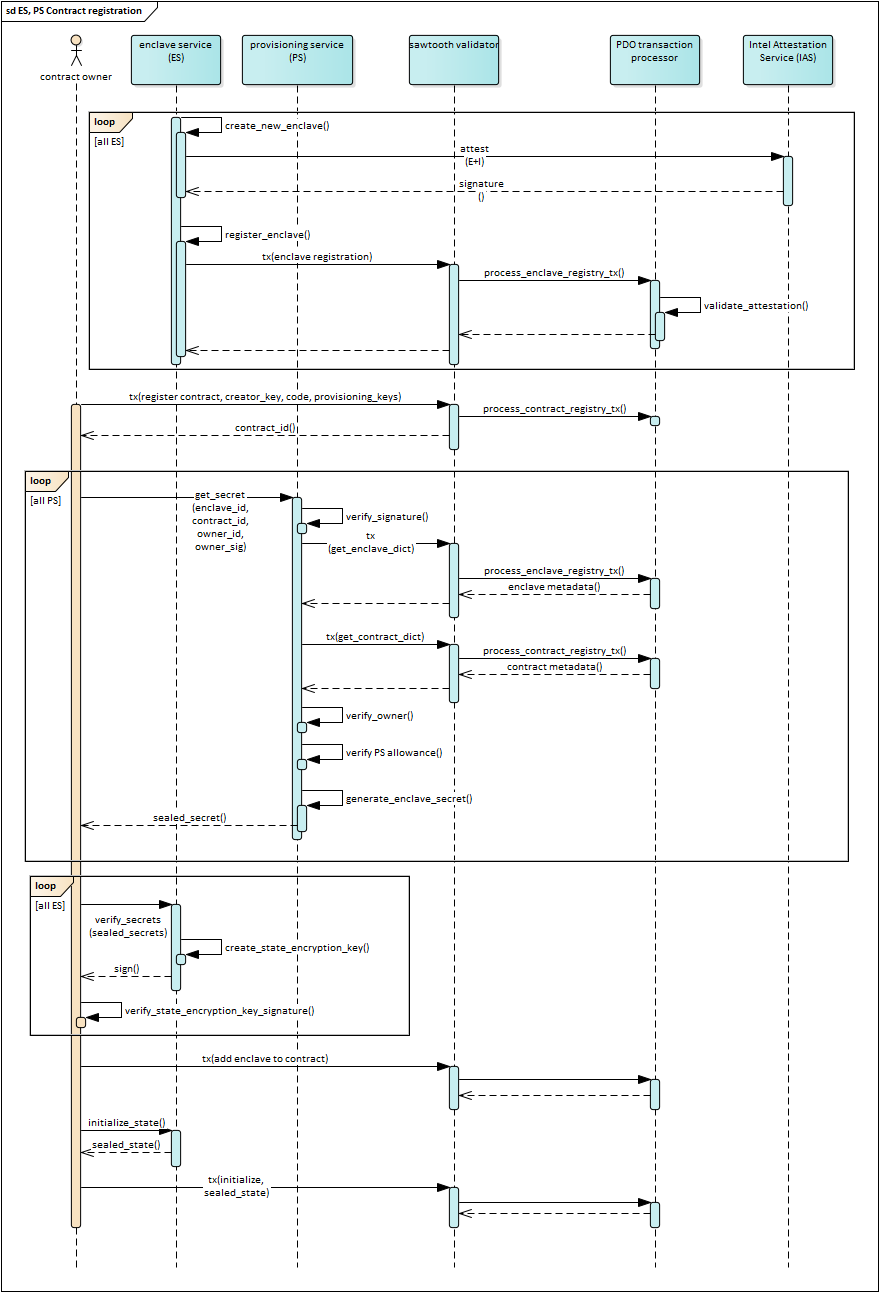 sd ES, PS Contract registration
contract owner
enclave service
(ES)
provisioning service
(PS)
sawtooth validator
PDO transaction
processor
Intel Attestation
Service (IAS)
loop
[all ES]
create_new_enclave()
attest
(E+I)
signature
()
register_enclave()
tx(enclave registration)
process_enclave_registry_tx()
validate_attestation()
tx(register contract, creator_key, code, provisioning_keys)
process_contract_registry_tx()
contract_id()
loop
[all PS]
get_secret
(enclave_id,
contract_id,
owner_id,
owner_sig)
verify_signature()
tx
(get_enclave_dict)
process_enclave_registry_tx()
enclave metadata()
tx(get_contract_dict)
process_contract_registry_tx()
contract metadata()
verify_owner()
verify PS allowance()
generate_enclave_secret()
sealed_secret()
loop
[all ES]
verify_secrets
(sealed_secrets)
create_state_encryption_key()
sign()
verify_state_encryption_key_signature()
tx(add enclave to contract)
initialize_state()
sealed_state()
tx(initialize,
sealed_state)